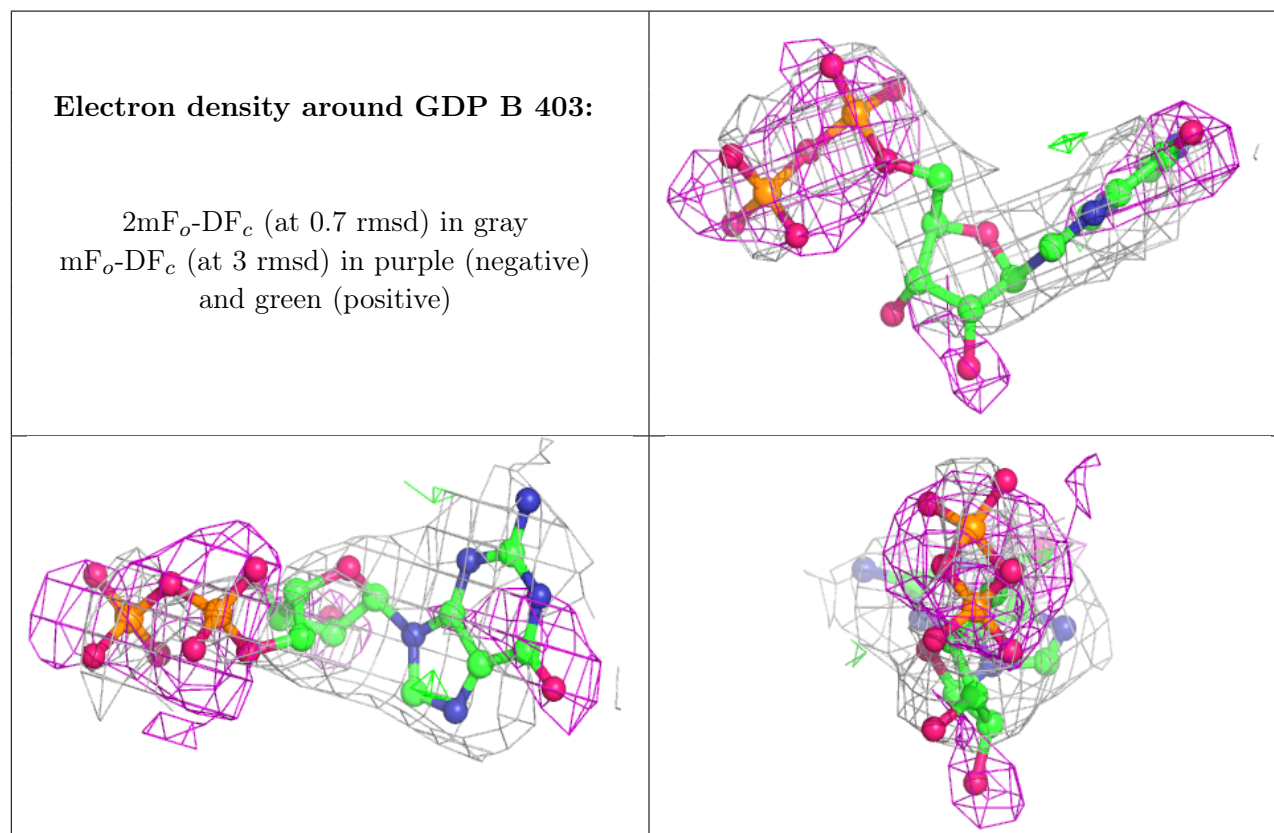 Electron density around GDP B 403:
2mFₒ-DF𝒸 (at 0.7 rmsd) in gray
mFₒ-DF𝒸 (at 3 rmsd) in purple (negative)
and green (positive)